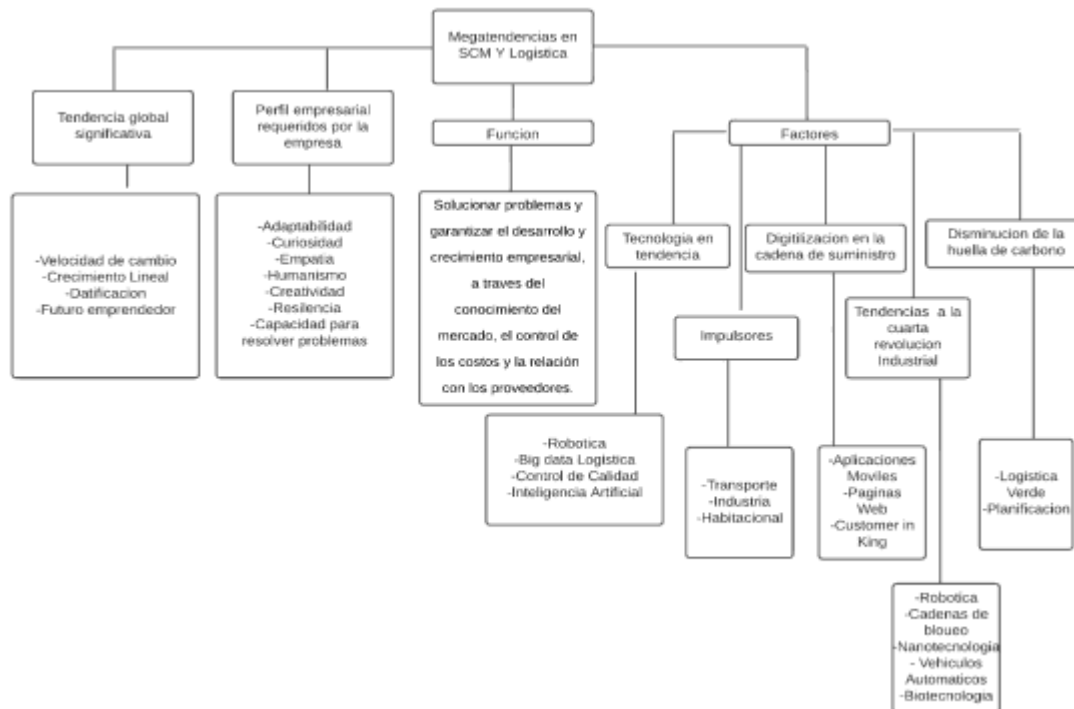 Megatendencias en
SCM Y Logistica
Tendencia global
significativa
Perfil empresarial
requeridos por la
empresa
Funcion
Factores
-Velocidad de cambio
-Crecimiento Lineal
-Datificacion
-Futuro emprendedor
-Adaptabilidad
-Curiosidad
-Empatia
-Humanismo
-Creatividad
-Resilencia
-Capacidad para
resolver problemas
Solucionar problemas y
garantizar el desarrollo y
crecimiento empresarial,
a traves del
conocimiento del
mercado, el control de
los costos y la relación
con los proveedores.
Tecnologia en
tendencia
Digitilizacion en la
cadena de suministro
Disminucion de la
huella de carbono
Impulsores
Tendencias a la
cuarta
revolucion
Industrial
-Robotica
-Big data Logistica
-Control de Calidad
-Inteligencia Artificial
-Transporte
-Industria
-Habitacional
-Aplicaciones
Moviles
-Paginas
Web
-Customer in
King
-Logistica
Verde
-Planificacion
-Robotica
-Cadenas de
bloueo
-Nanotecnologia
- Vehiculos
Automaticos
-Biotecnologia